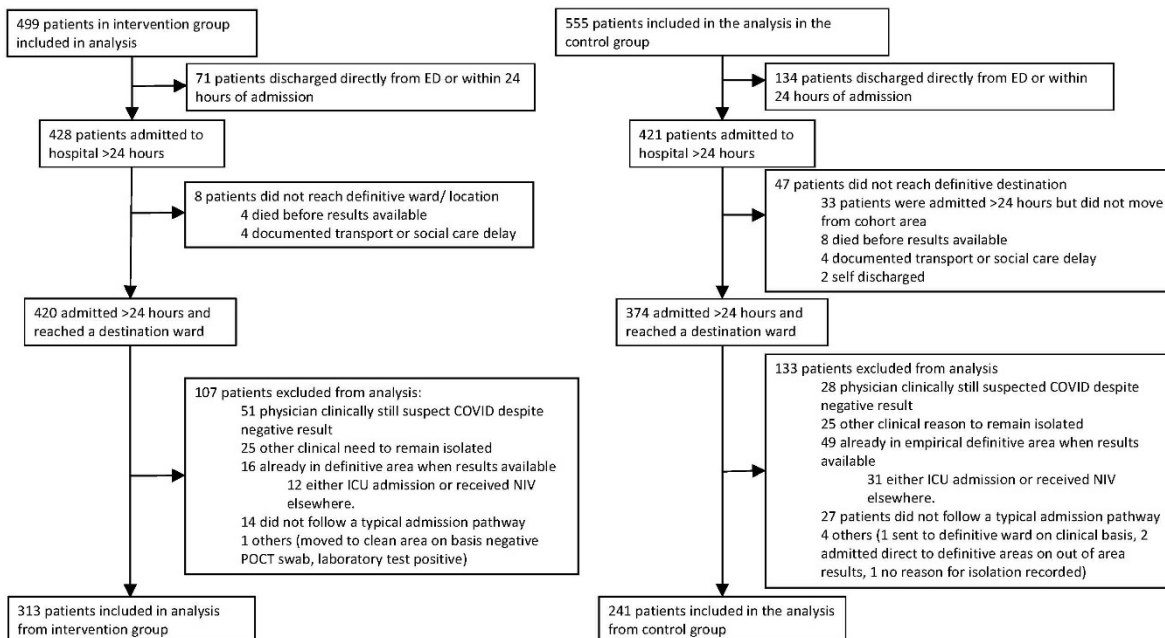 499 patients in intervention group
included in analysis
71 patients discharged directly from ED or within 24
hours of admission
428 patients admitted to
hospital >24 hours
8 patients did not reach definitive ward/ location
4 died before results available
4 documented transport or social care delay
420 admitted >24 hours and
reached a destination ward
107 patients excluded from analysis:
51 physician clinically still suspect COVID despite
negative result
25 other clinical need to remain isolated
16 already in definitive area when results available
12 either ICU admission or received NIV
elsewhere.
14 did not follow a typical admission pathway
1 others (moved to clean area on basis negative
POCT swab, laboratory test positive)
313 patients included in analysis
from intervention group
555 patients included in the analysis in the
control group
134 patients discharged directly from ED or within
24 hours of admission
421 patients admitted to
hospital >24 hours
47 patients did not reach definitive destination
33 patients were admitted >24 hours but did not move
from cohort area
8 died before results available
4 documented transport or social care delay
2 self discharged
374 admitted >24 hours and
reached a destination ward
133 patients excluded from analysis
28 physician clinically still suspected COVID despite
negative result
25 other clinical reason to remain isolated
49 already in empirical definitive area when results
available
31 either ICU admission or received NIV
elsewhere.
27 patients did not follow a typical admission pathway
4 others (1 sent to definitive ward on clinical basis, 2
admitted direct to definitive areas on out of area
results, 1 no reason for isolation recorded)
241 patients included in the analysis
from control group